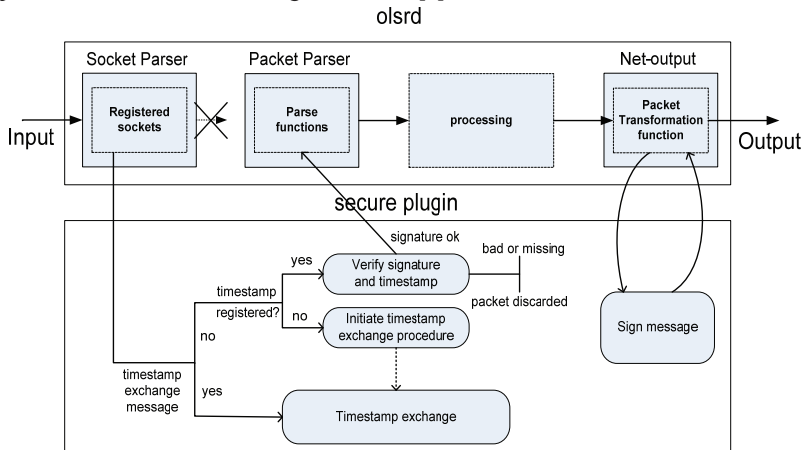 olsrd
Socket Parser
Packet Parser
Net-output
Registered
sockets
Parse
functions
processing
Packet
Transformation
function
Input
Output
secure plugin
signature ok
bad or missing
yes
Verify signature
and timestamp
timestamp
registered?
packet discarded
no
Initiate timestamp
exchange procedure
Sign message
no
timestamp
exchange
message
yes
Timestamp exchange